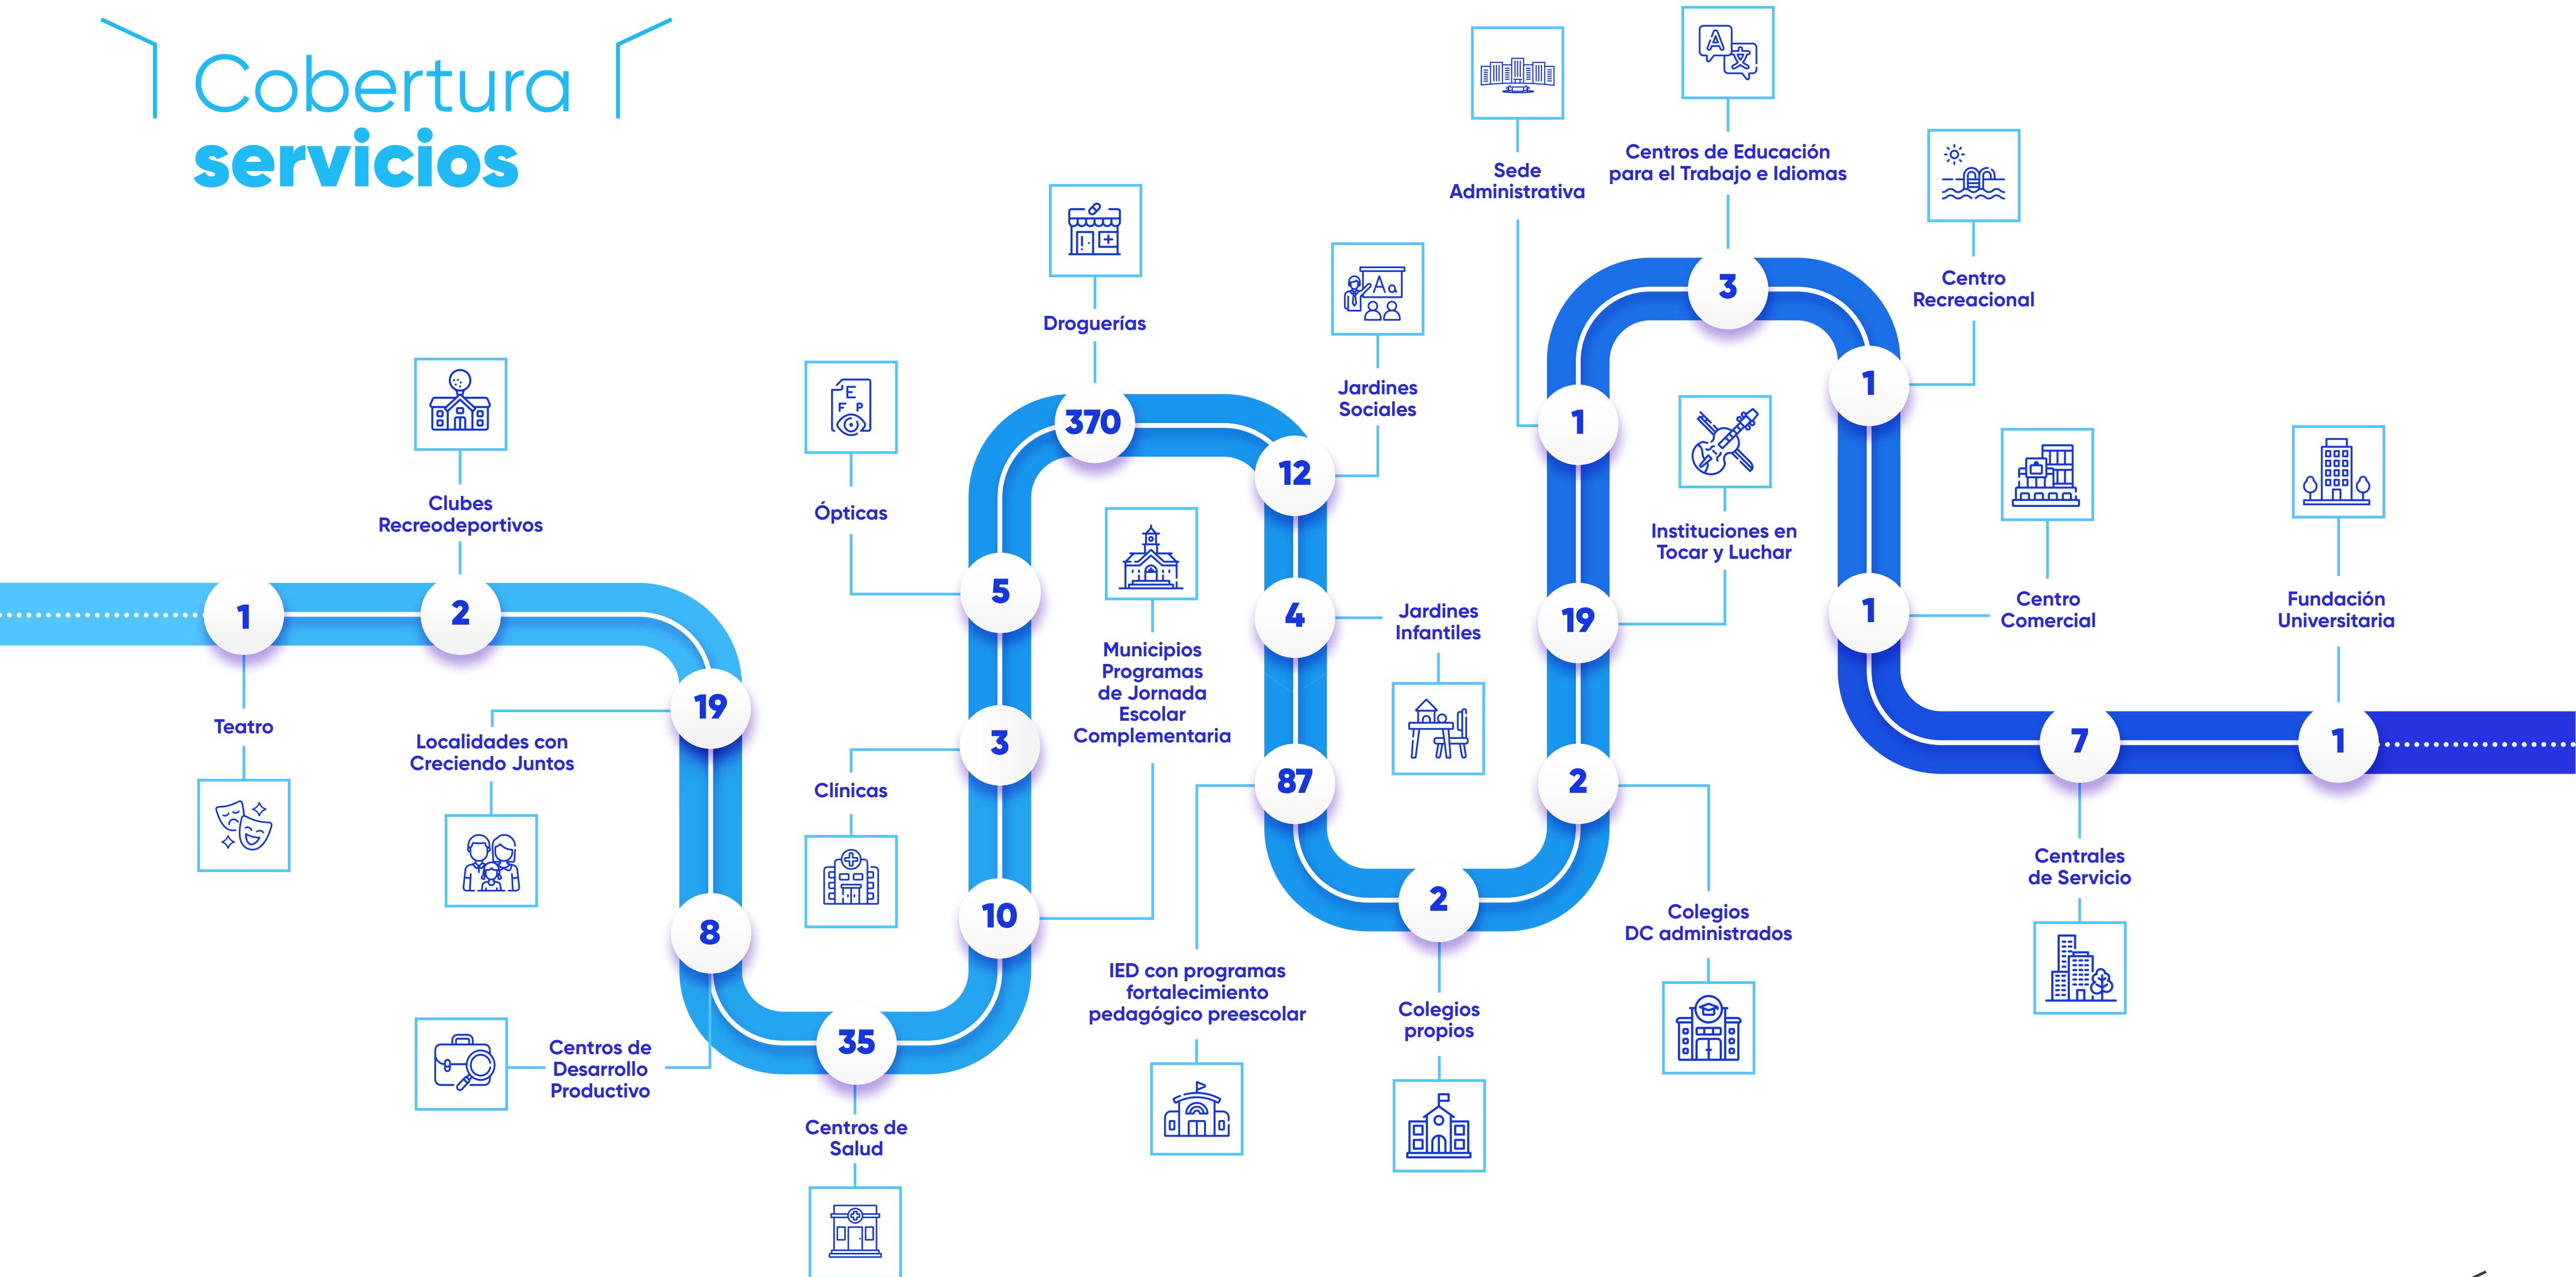 Cobertura
servicios
1
Teatro
2
Clubes
Recreodeportivos
19
Localidades con
Creciendo Juntos
8
Centros de
Desarrollo
Productivo
35
Centros de
Salud
10
Municipios
Programas
de Jornada
Escolar
Complementaria
3
Clínicas
5
Ópticas
370
Droguerías
12
Jardines
Sociales
4
Jardines
Infantiles
87
IED con programas
fortalecimiento
pedagógico preescolar
2
Colegios
propios
2
Colegios
DC administrados
19
Instituciones en
Tocar y Luchar
1
Sede
Administrativa
3
Centros de Educación
para el Trabajo e Idiomas
1
Centro
Recreacional
1
Centro
Comercial
7
Centrales
de Servicio
1
Fundación
Universitaria
E
F P
Aa
A
文